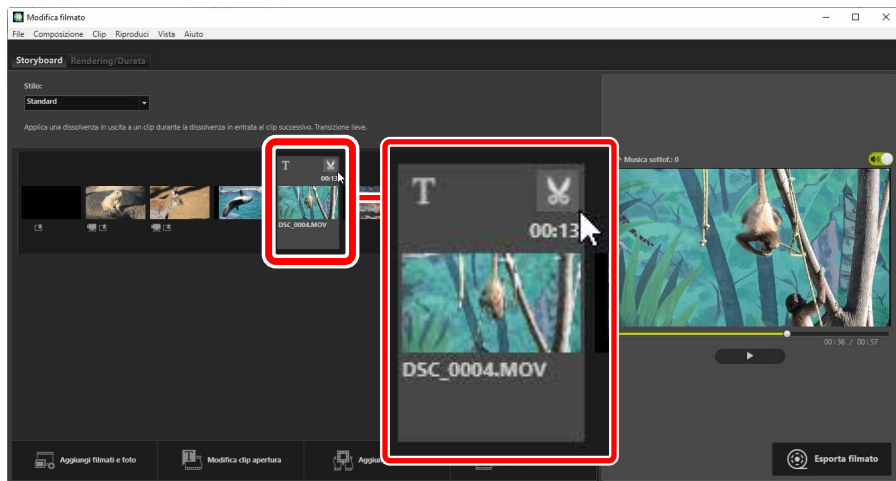 Modifica filmato
File Composizione Clip Riproduci Vista Aiuto
Storyboard Rendering/Durata
Stilo:
Standard
Applica una dissolvenza in uscita a un clip durante la dissolvenza in entrata al clip successivo. Transizione lieve.
T
00:13
DSC_0004.MOV
T
00:13
DSC_0004.MOV
Musica sottof.: 0
00:36 / 00:57
Aggiungi filmati e foto
Modifica clip apertura
Esporta filmato